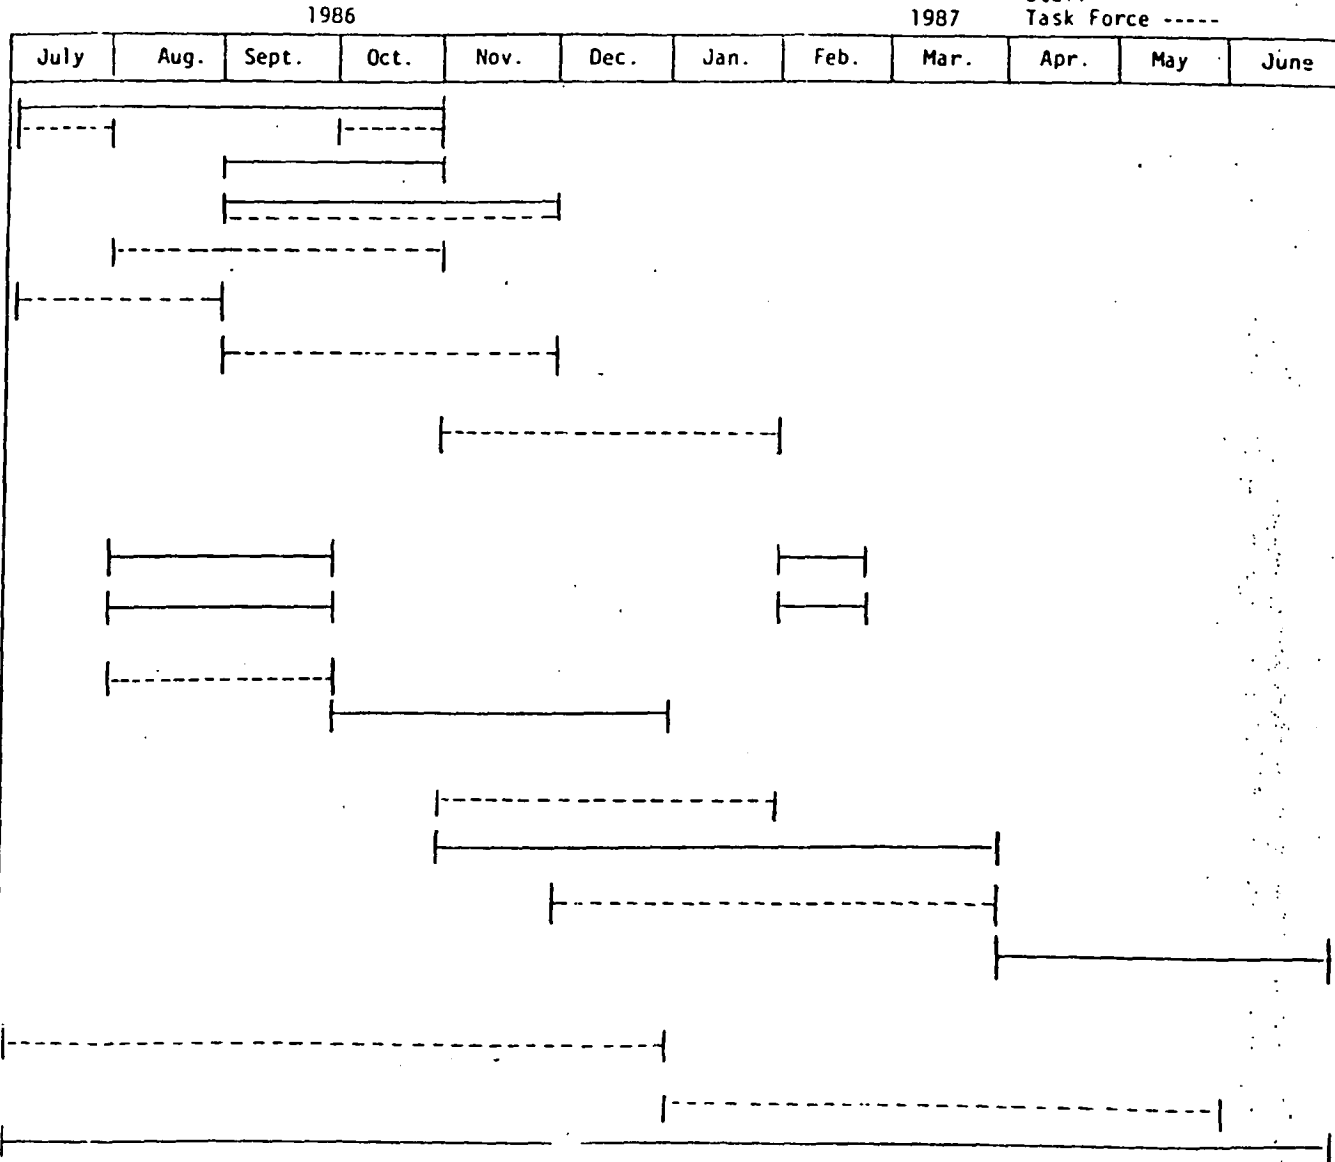 1986
1987 Task Force -----
July Aug. Sept. Oct. Nov. Dec. Jan. Feb. Mar. Apr. May June